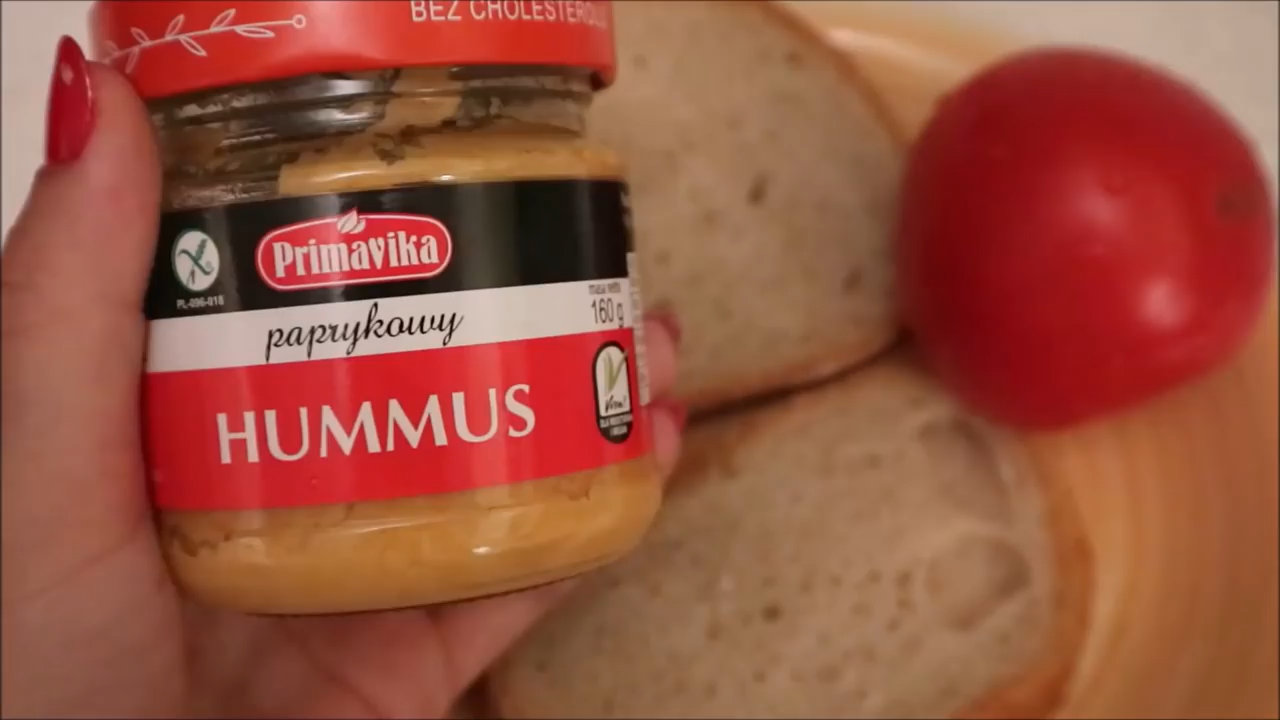 BEZ CHOLESTEROLU
Primavika
PL-096-018
paprykowy
masa netto
160 g
HUMMUS